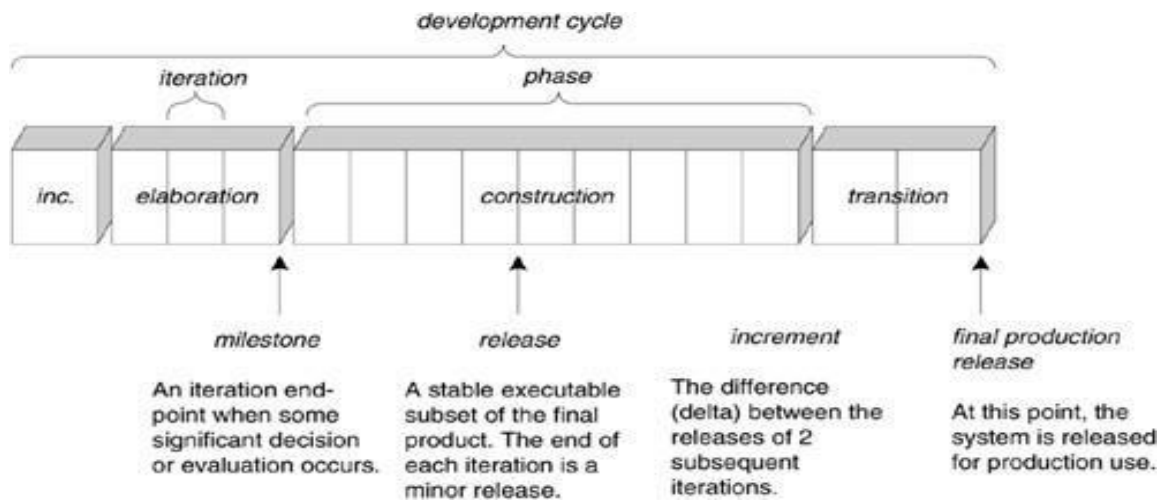 development cycle
iteration
phase
inc.
elaboration
construction
transition
milestone
An iteration end-
point when some
significant decision
or evaluation occurs.
release
A stable executable
subset of the final
product. The end of
each iteration is a
minor release.
increment
The difference
(delta) between the
releases of 2
subsequent
iterations.
final production
release
At this point, the
system is released
for production use.